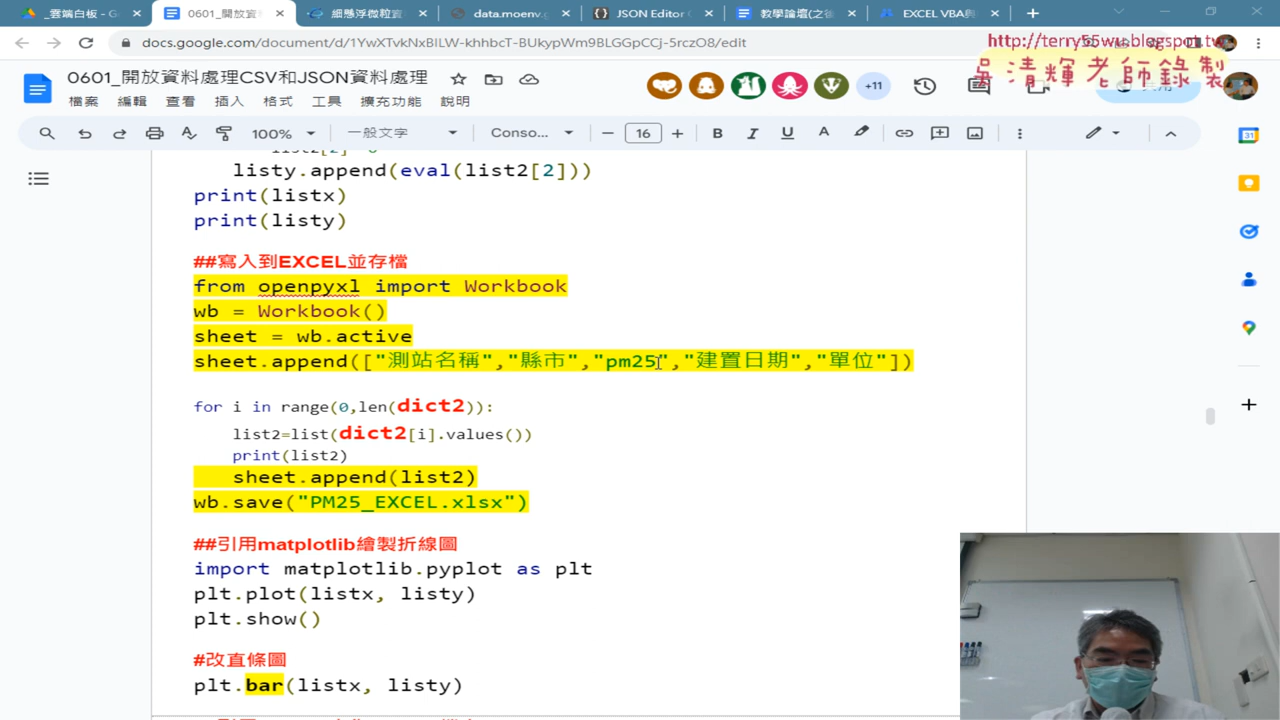 _雲端白板 - G
0601_開放資
細懸浮微粒資
data.moenv.g
JSON Editor O
教學論壇(之後
EXCEL VBA與
docs.google.com/document/d/1YwXTvkNxBILW-khhbcT-BUkypWm9BLGGpCCj-5rczO8/edit
http://terry55wu.blogspot.tw
吳清輝老師錄製
0601_開放資料處理CSV和JSON資料處理
檔案 編輯 查看 插入 格式 工具 擴充功能 說明
+11
100% 一般文字 Conso... 16 B I U A
31
listy.append(eval(list2[2]))
print(listx)
print(listy)
##寫入到EXCEL並存檔
from openpyxl import Workbook
wb = Workbook()
sheet = wb.active
sheet.append(["測站名稱","縣市","pm25","建置日期","單位"])
for i in range(0,len(dict2)):
list2=list(dict2[i].values())
print(list2)
sheet.append(list2)
wb.save("PM25_EXCEL.xlsx")
##引用matplotlib繪製折線圖
import matplotlib.pyplot as plt
plt.plot(listx, listy)
plt.show()
#改直條圖
plt.bar(listx, listy)